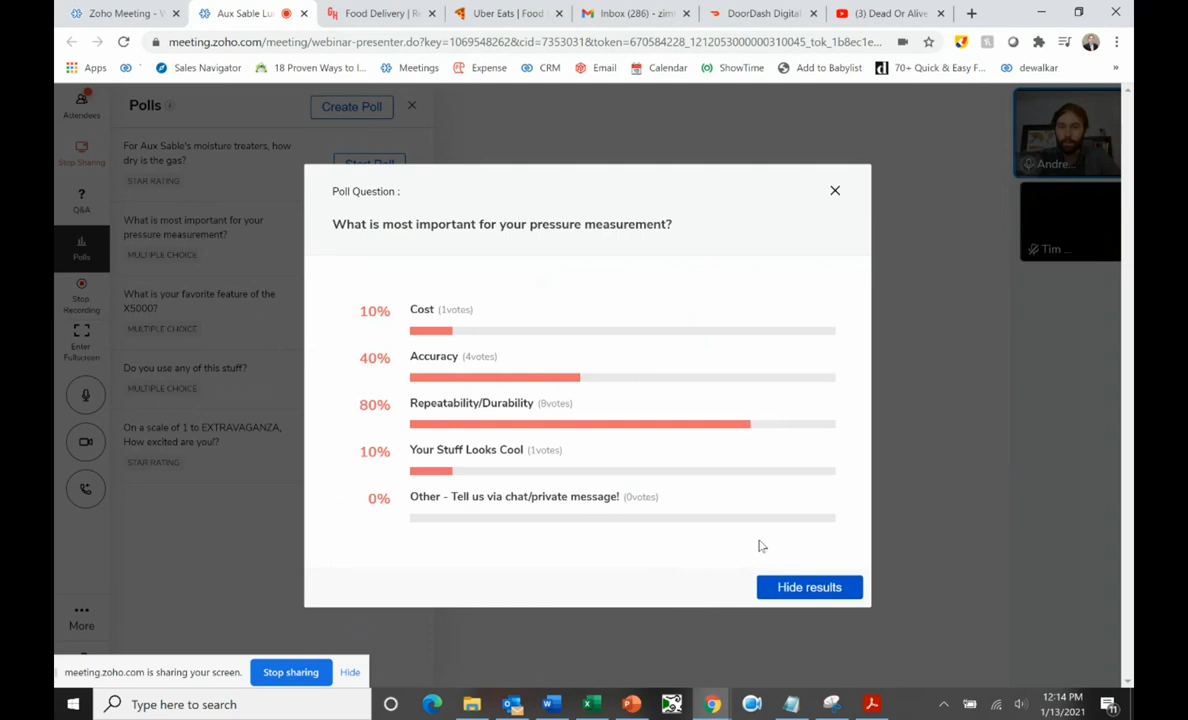 Zoho Meeting - W
Aux Sable Lu
Food Delivery | Re
Uber Eats | Food
Inbox (286) - zim
DoorDash Digital
(3) Dead Or Alive
meeting.zoho.com/meeting/webinar-presenter.do?key=1069548262&cid=7353031&token=670584228_1212053000000310045_tok_1b8ec1e...
Apps
Sales Navigator
18 Proven Ways to I...
Meetings
Expense
CRM
Email
Calendar
ShowTime
Add to Babylist
70+ Quick & Easy F...
dewalkar
»
Attendees
Stop Sharing
Q&A
Polls
Stop
Recording
Enter
Fullscreen
More
Polls
Create Poll
For Aux Sable's moisture treaters, how
dry is the gas?
STAR RATING
Start Poll
What is most important for your
pressure measurement?
MULTIPLE CHOICE
What is your favorite feature of the
X5000?
MULTIPLE CHOICE
Do you use any of this stuff?
MULTIPLE CHOICE
On a scale of 1 to EXTRAVAGANZA,
How excited are you!?
STAR RATING
Poll Question :
What is most important for your pressure measurement?
10% Cost (1votes)
40% Accuracy (4votes)
80% Repeatability/Durability (8votes)
10% Your Stuff Looks Cool (1votes)
0% Other - Tell us via chat/private message! (0votes)
Hide results
Andre...
Tim ...
meeting.zoho.com is sharing your screen.
Stop sharing
Hide
Type here to search
12:14 PM
1/13/2021
11